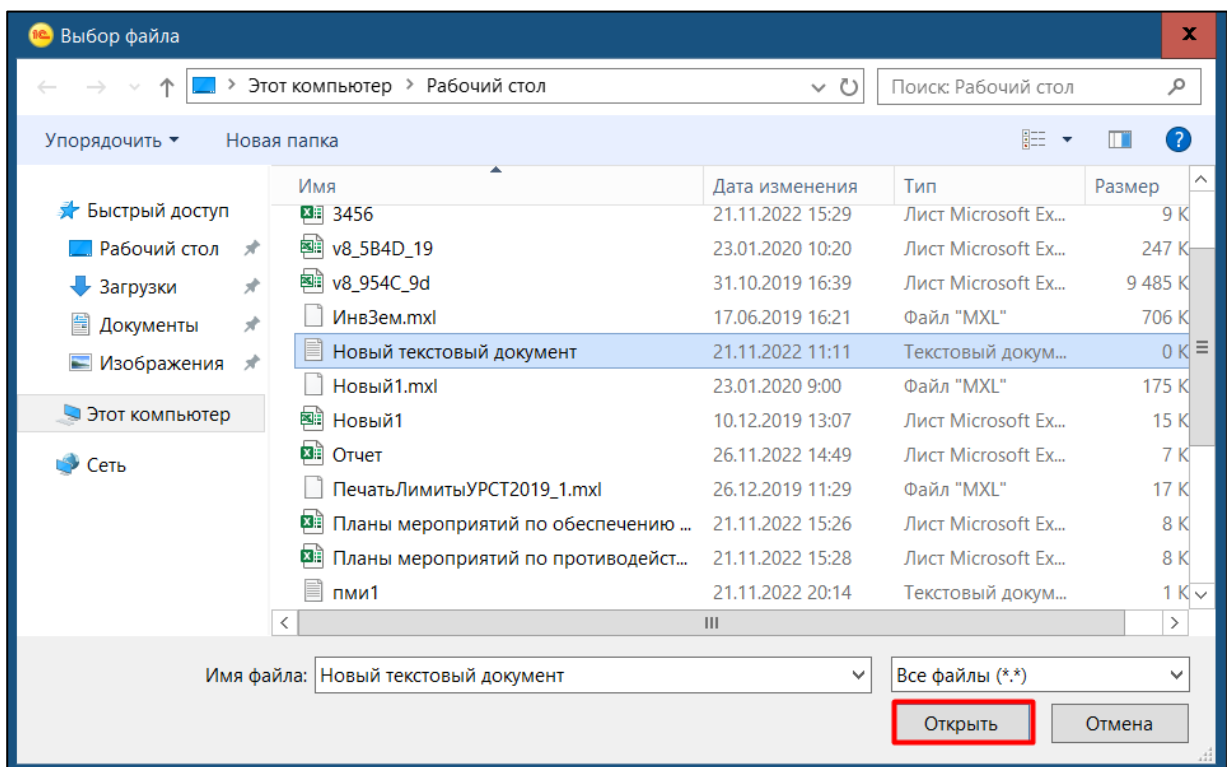 1С Выбор файла x
Этот компьютер > Рабочий стол Поиск: Рабочий стол
Упорядочить Новая папка ?
Имя Дата изменения Тип Размер
Быстрый доступ
Рабочий стол
Загрузки
Документы
Изображения
Этот компьютер
Сеть
3456 21.11.2022 15:29 Лист Microsoft Ex... 9 К
v8_5B4D_19 23.01.2020 10:20 Лист Microsoft Ex... 247 К
v8_954C_9d 31.10.2019 16:39 Лист Microsoft Ex... 9 485 К
ИнвЗем.mxl 17.06.2019 16:21 Файл "MXL" 706 К
Новый текстовый документ 21.11.2022 11:11 Текстовый докум... 0 К
Новый1.mxl 23.01.2020 9:00 Файл "MXL" 175 К
Новый1 10.12.2019 13:07 Лист Microsoft Ex... 15 К
Отчет 26.11.2022 14:49 Лист Microsoft Ex... 7 К
ПечатьЛимитыУРСТ2019_1.mxl 26.12.2019 11:29 Файл "MXL" 17 К
Планы мероприятий по обеспечению ... 21.11.2022 15:26 Лист Microsoft Ex... 8 К
Планы мероприятий по противодейст... 21.11.2022 15:28 Лист Microsoft Ex... 8 К
пми1 21.11.2022 20:14 Текстовый докум... 1 К
Имя файла: Новый текстовый документ Все файлы (*.*)
Открыть Отмена